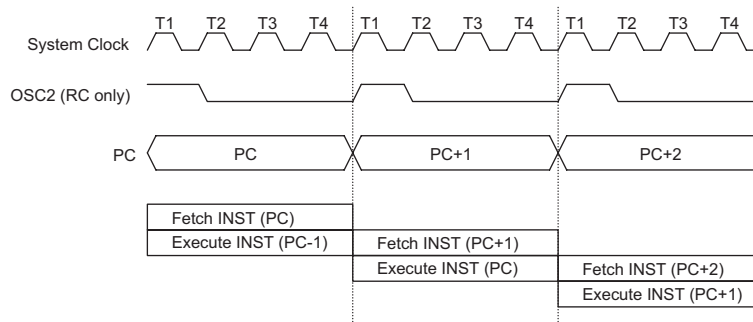 T1 T2 T3 T4 T1 T2 T3 T4 T1 T2 T3 T4
System Clock
OSC2 (RC only)
PC PC PC+1 PC+2
Fetch INST (PC)
Execute INST (PC-1) Fetch INST (PC+1)
Execute INST (PC) Fetch INST (PC+2)
Execute INST (PC+1)